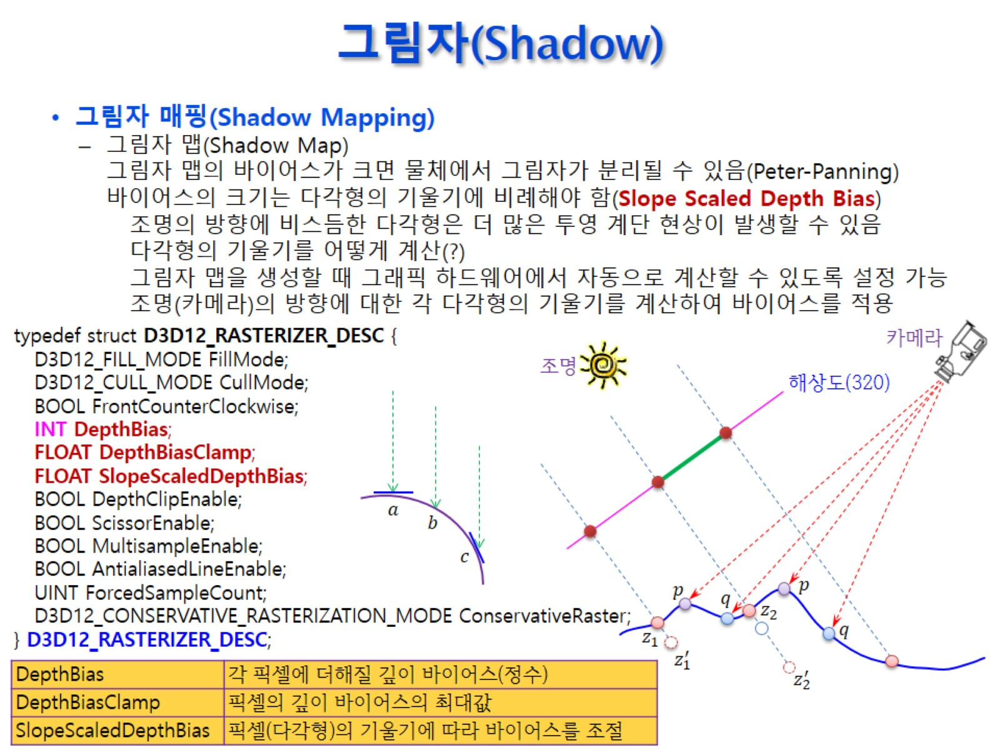 그림자(Shadow)
• 그림자 매핑(Shadow Mapping)
– 그림자 맵(Shadow Map)
그림자 맵의 바이어스가 크면 물체에서 그림자가 분리될 수 있음(Peter-Panning)
바이어스의 크기는 다각형의 기울기에 비례해야 함(Slope Scaled Depth Bias)
조명의 방향에 비스듬한 다각형은 더 많은 투영 계단 현상이 발생할 수 있음
다각형의 기울기를 어떻게 계산(?)
그림자 맵을 생성할 때 그래픽 하드웨어에서 자동으로 계산할 수 있도록 설정 가능
조명(카메라)의 방향에 대한 각 다각형의 기울기를 계산하여 바이어스를 적용
typedef struct D3D12_RASTERIZER_DESC {
D3D12_FILL_MODE FillMode;
D3D12_CULL_MODE CullMode;
BOOL FrontCounterClockwise;
INT DepthBias;
FLOAT DepthBiasClamp;
FLOAT SlopeScaledDepthBias;
BOOL DepthClipEnable;
BOOL ScissorEnable;
BOOL MultisampleEnable;
BOOL AntialiasedLineEnable;
UINT ForcedSampleCount;
D3D12_CONSERVATIVE_RASTERIZATION_MODE ConservativeRaster;
} D3D12_RASTERIZER_DESC;
a
b
c
조명
카메라
해상도(320)
p
q
p
q
z₁
z₂
z₁′
z₂′
DepthBias 각 픽셀에 더해질 깊이 바이어스(정수)
DepthBiasClamp 픽셀의 깊이 바이어스의 최대값
SlopeScaledDepthBias 픽셀(다각형)의 기울기에 따라 바이어스를 조절